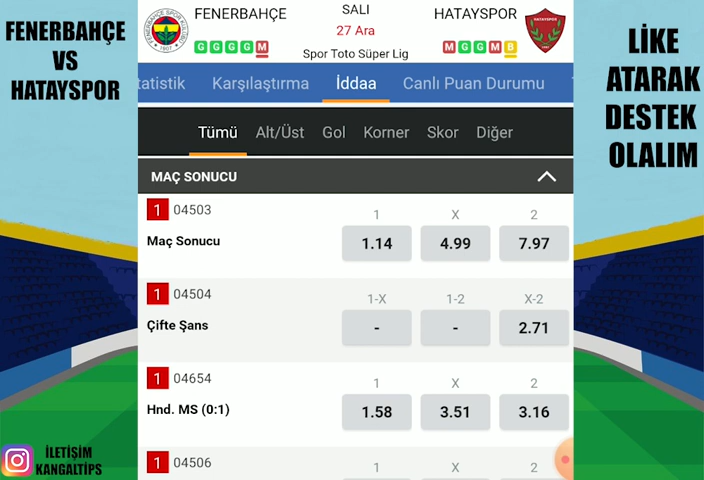 FENERBAHÇE
VS
HATAYSPOR
FENERBAHÇE
G G G G M
SALI
27 Ara
Spor Toto Süper Lig
HATAYSPOR
M G G M B
LİKE
ATARAK
DESTEK
OLALIM
tatistik Karşılaştırma İddaa Canlı Puan Durumu
Tümü Alt/Üst Gol Korner Skor Diğer
MAÇ SONUCU
1 04503
Maç Sonucu
1 X 2
1.14 4.99 7.97
1 04504
Çifte Şans
1-X 1-2 X-2
- - 2.71
1 04654
Hnd. MS (0:1)
1 X 2
1.58 3.51 3.16
1 04506
1 X 2
İLETİŞİM
KANGALTİPS